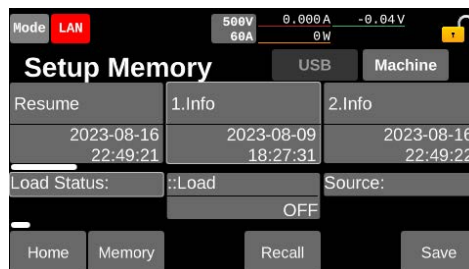 Mode LAN 500V 0.000A -0.04V
60A 0W
Setup Memory USB Machine
Resume 1.Info 2.Info
2023-08-16 2023-08-09 2023-08-16
22:49:21 18:27:31 22:49:22
Load Status: ::Load Source:
OFF
Home Memory Recall Save